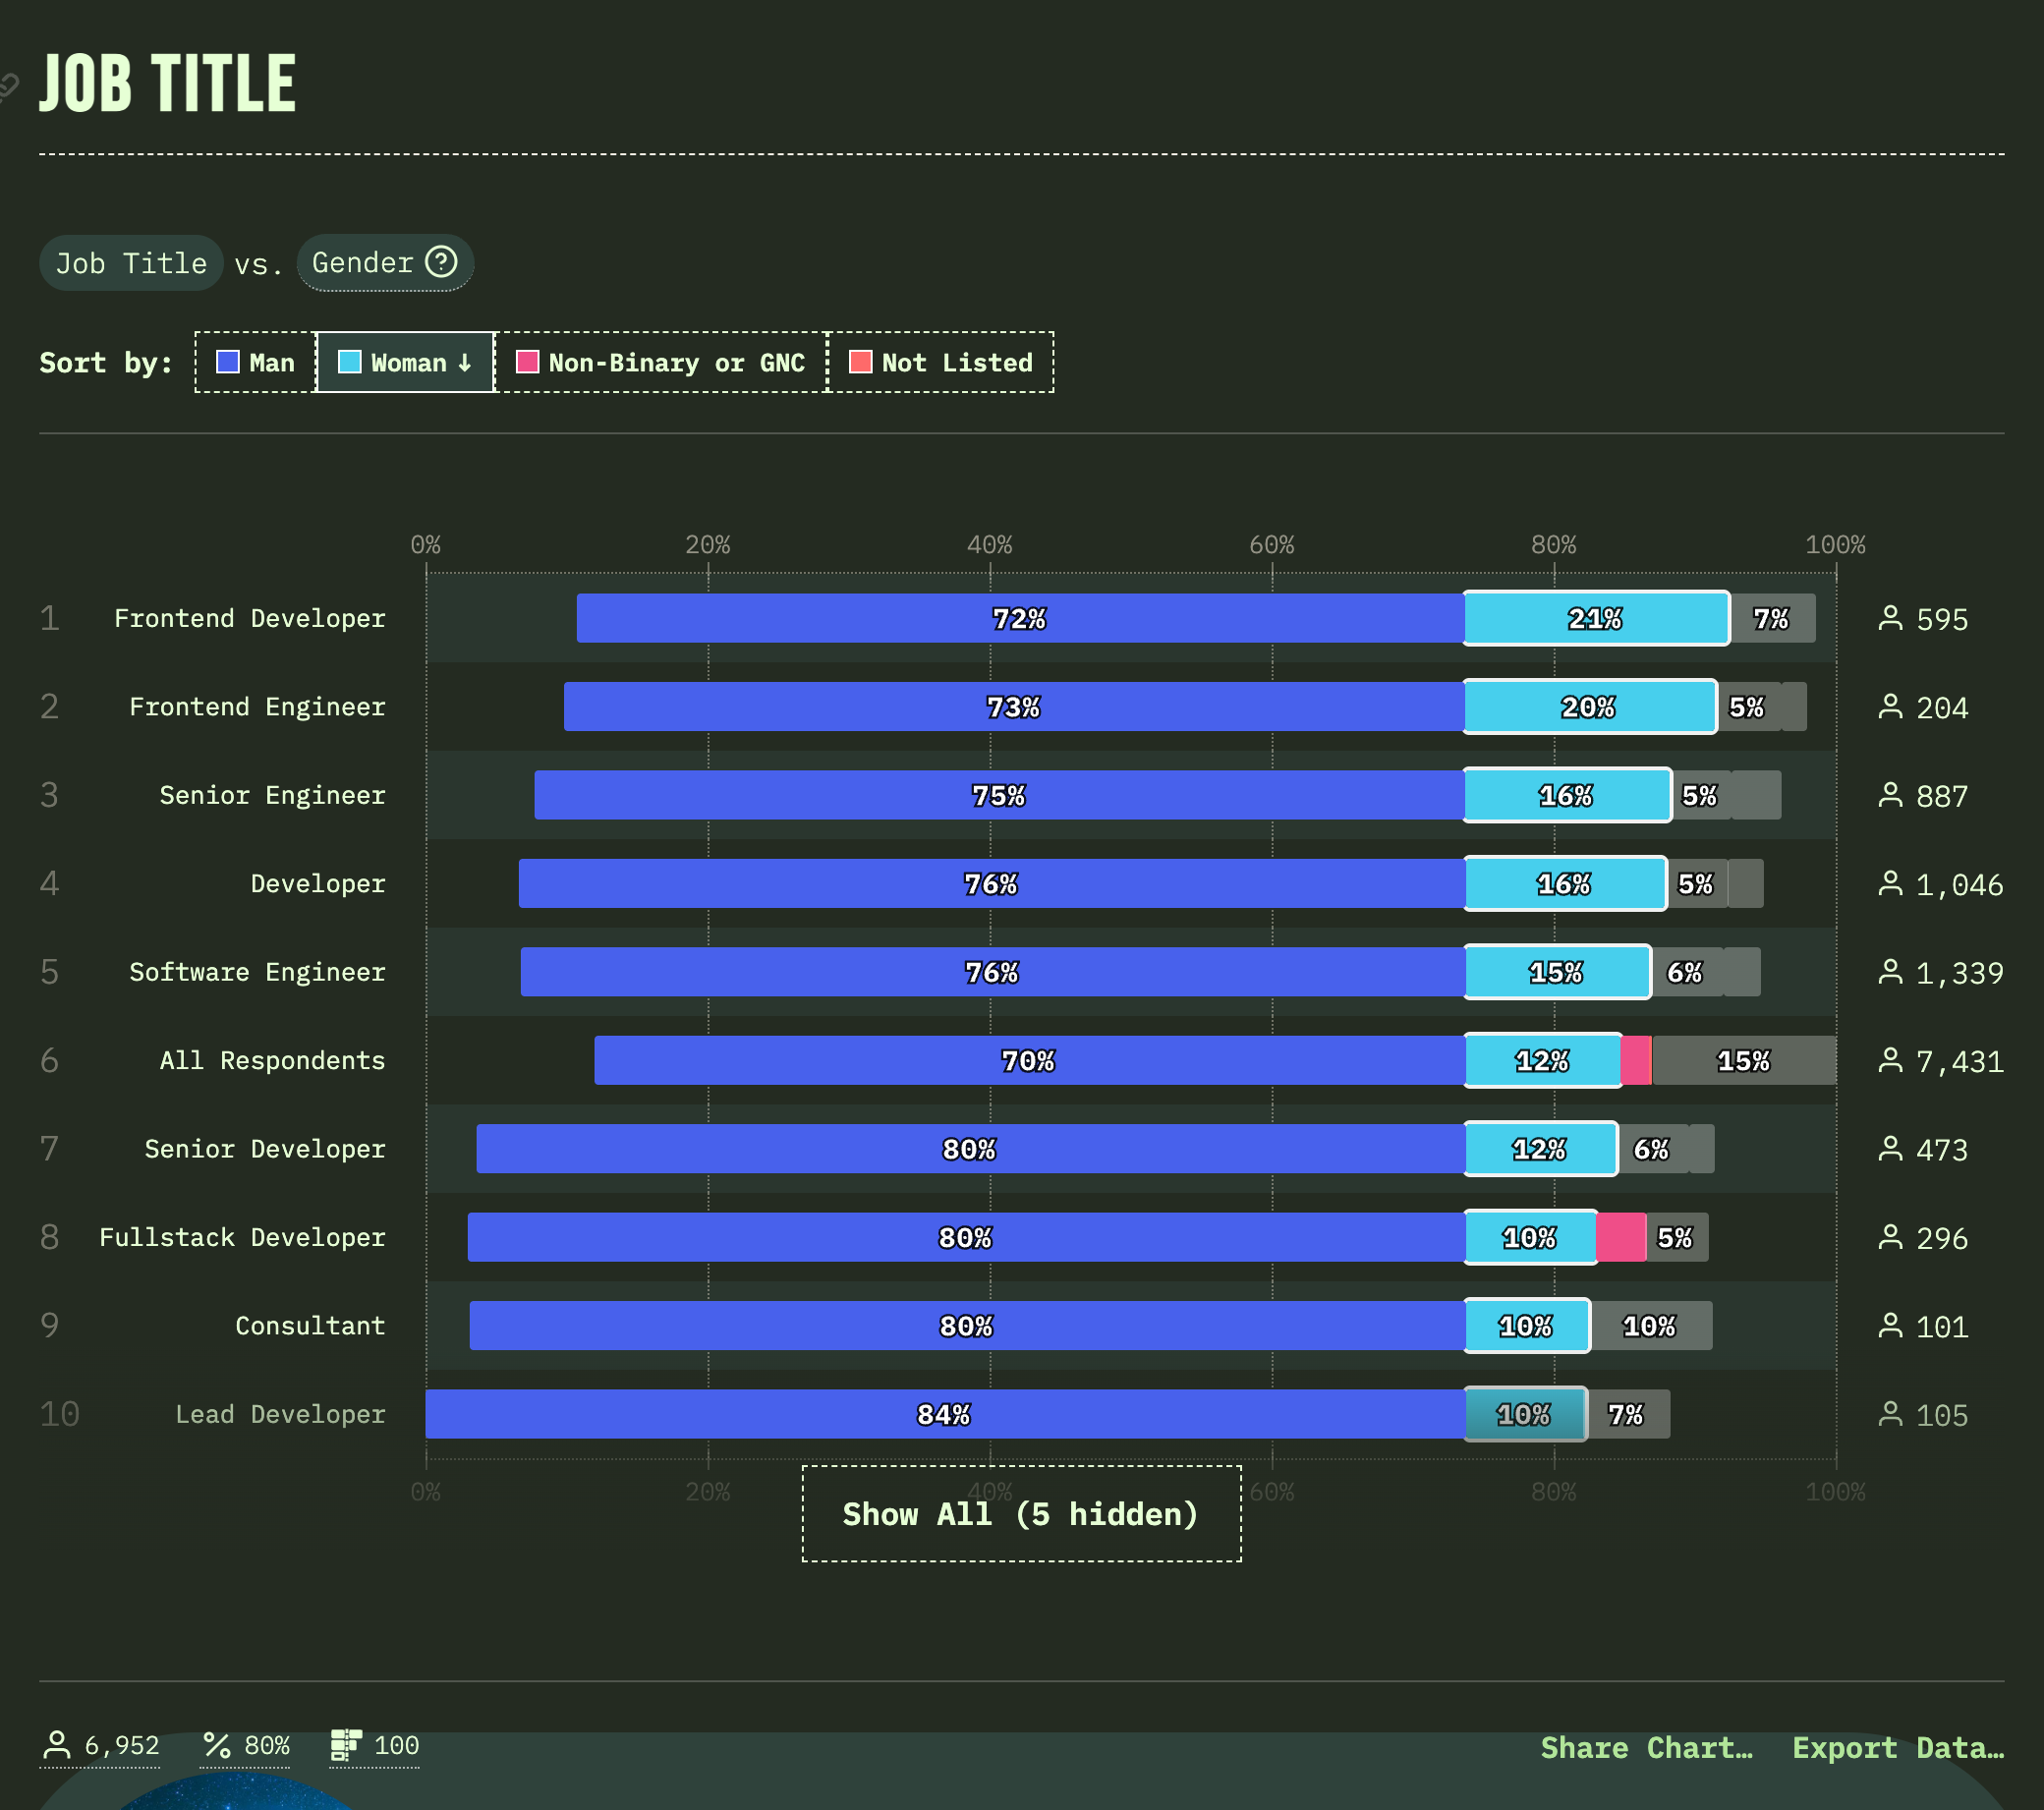 JOB TITLE
Job Title vs. Gender ?
Sort by: Man Woman ↓ Non-Binary or GNC Not Listed
0% 20% 40% 60% 80% 100%
1 Frontend Developer 72% 21% 7% 595
2 Frontend Engineer 73% 20% 5% 204
3 Senior Engineer 75% 16% 5% 887
4 Developer 76% 16% 5% 1,046
5 Software Engineer 76% 15% 6% 1,339
6 All Respondents 70% 12% 15% 7,431
7 Senior Developer 80% 12% 6% 473
8 Fullstack Developer 80% 10% 5% 296
9 Consultant 80% 10% 10% 101
10 Lead Developer 84% 10% 7% 105
0% 20% 40% 60% 80% 100%
Show All (5 hidden)
6,952 % 80% 100 Share Chart… Export Data…